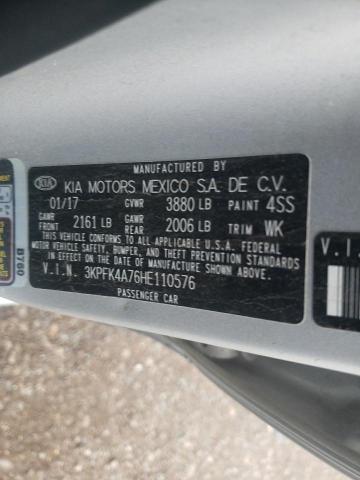 MANUFACTURED BY
KIA KIA MOTORS MEXICO S.A. DE C.V.
01/17 GVWR 3880 LB PAINT 4SS
GAWR FRONT 2161 LB GAWR REAR 2006 LB TRIM WK
THIS VEHICLE CONFORMS TO ALL APPLICABLE U.S.A. FEDERAL
MOTOR VEHICLE SAFETY, BUMPER, AND THEFT PREVENTION STANDARDS
IN EFFECT ON THE DATE OF MANUFACTURE SHOWN ABOVE.
V.I.N. 3KPFK4A76HE110576
PASSENGER CAR
B760
V.I.